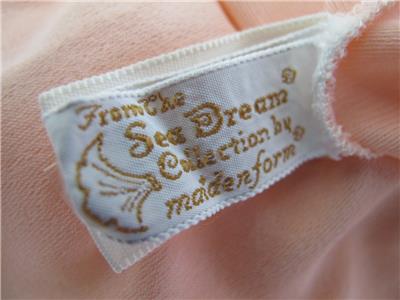 From the
Sea Dream®
Collection by
maidenform®